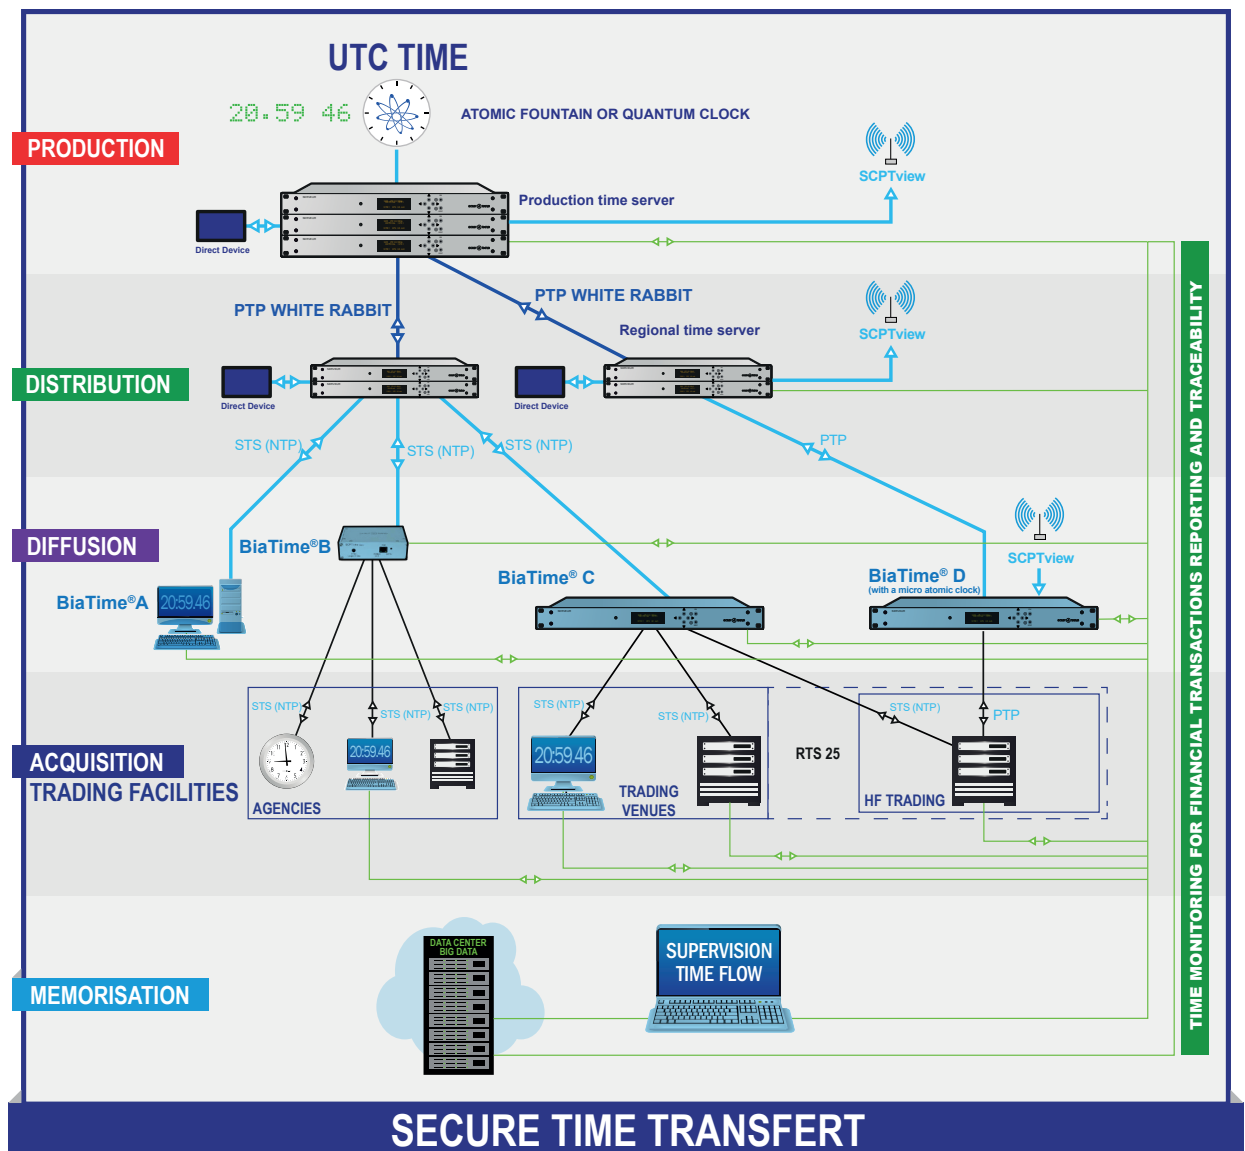 UTC TIME
20.59 46
ATOMIC FOUNTAIN OR QUANTUM CLOCK
PRODUCTION
SCPTview
Production time server
Direct Device
PTP WHITE RABBIT
PTP WHITE RABBIT
Regional time server
SCPTview
DISTRIBUTION
Direct Device
Direct Device
STS (NTP)
STS (NTP)
STS (NTP)
PTP
DIFFUSION
BiaTime®B
SCPTview
BiaTime®A
20:59.46
BiaTime® C
BiaTime® D
(with a micro atomic clock)
STS (NTP)
STS (NTP)
STS (NTP)
STS (NTP)
STS (NTP)
STS (NTP)
PTP
ACQUISITION
TRADING FACILITIES
20:59.46
20:59.46
AGENCIES
TRADING
VENUES
RTS 25
HF TRADING
TIME MONITORING FOR FINANCIAL TRANSACTIONS REPORTING AND TRACEABILITY
MEMORISATION
DATA CENTER
BIG DATA
SUPERVISION
TIME FLOW
SECURE TIME TRANSFERT